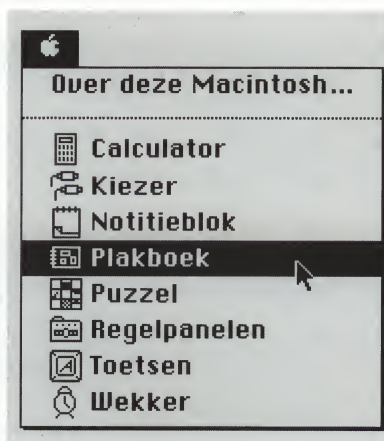 Over deze Macintosh...
Calculator
Kiezer
Notitieblok
Plakboek
Puzzel
Regelpanelen
Toetsen
Wekker